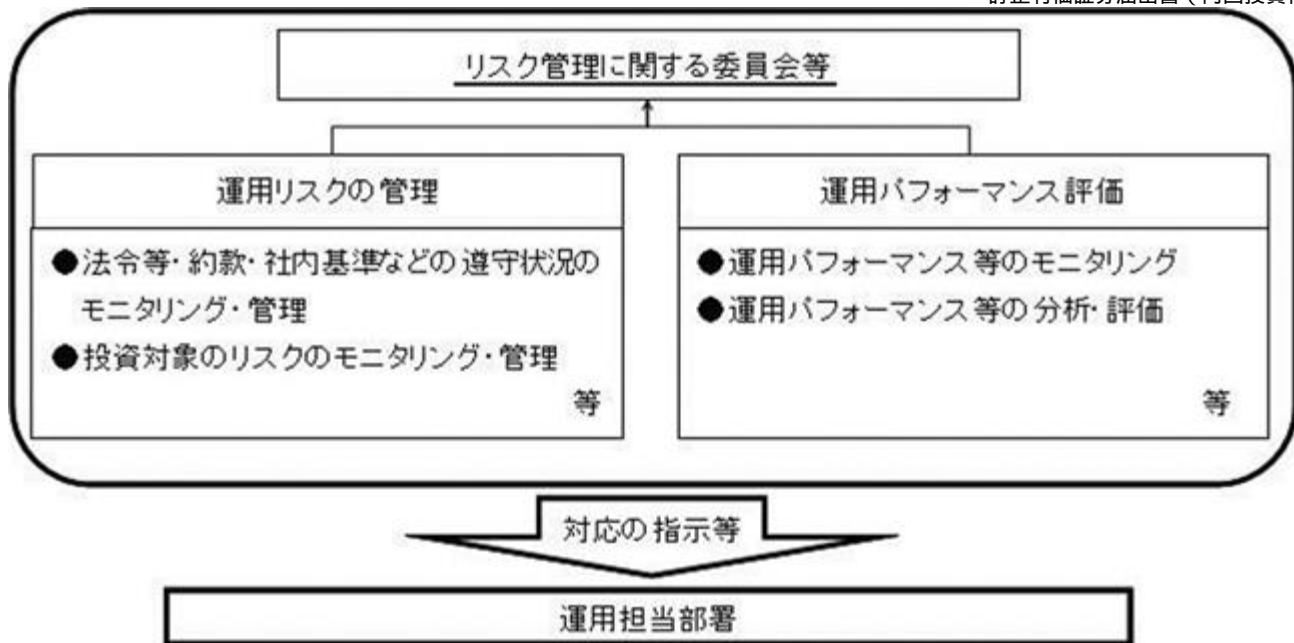 リスク管理に関する委員会等
運用リスクの管理
●法令等・約款・社内基準などの遵守状況の
モニタリング・管理
●投資対象のリスクのモニタリング・管理
等
運用パフォーマンス評価
●運用パフォーマンス等のモニタリング
●運用パフォーマンス等の分析・評価
等
対応の指示等
運用担当部署